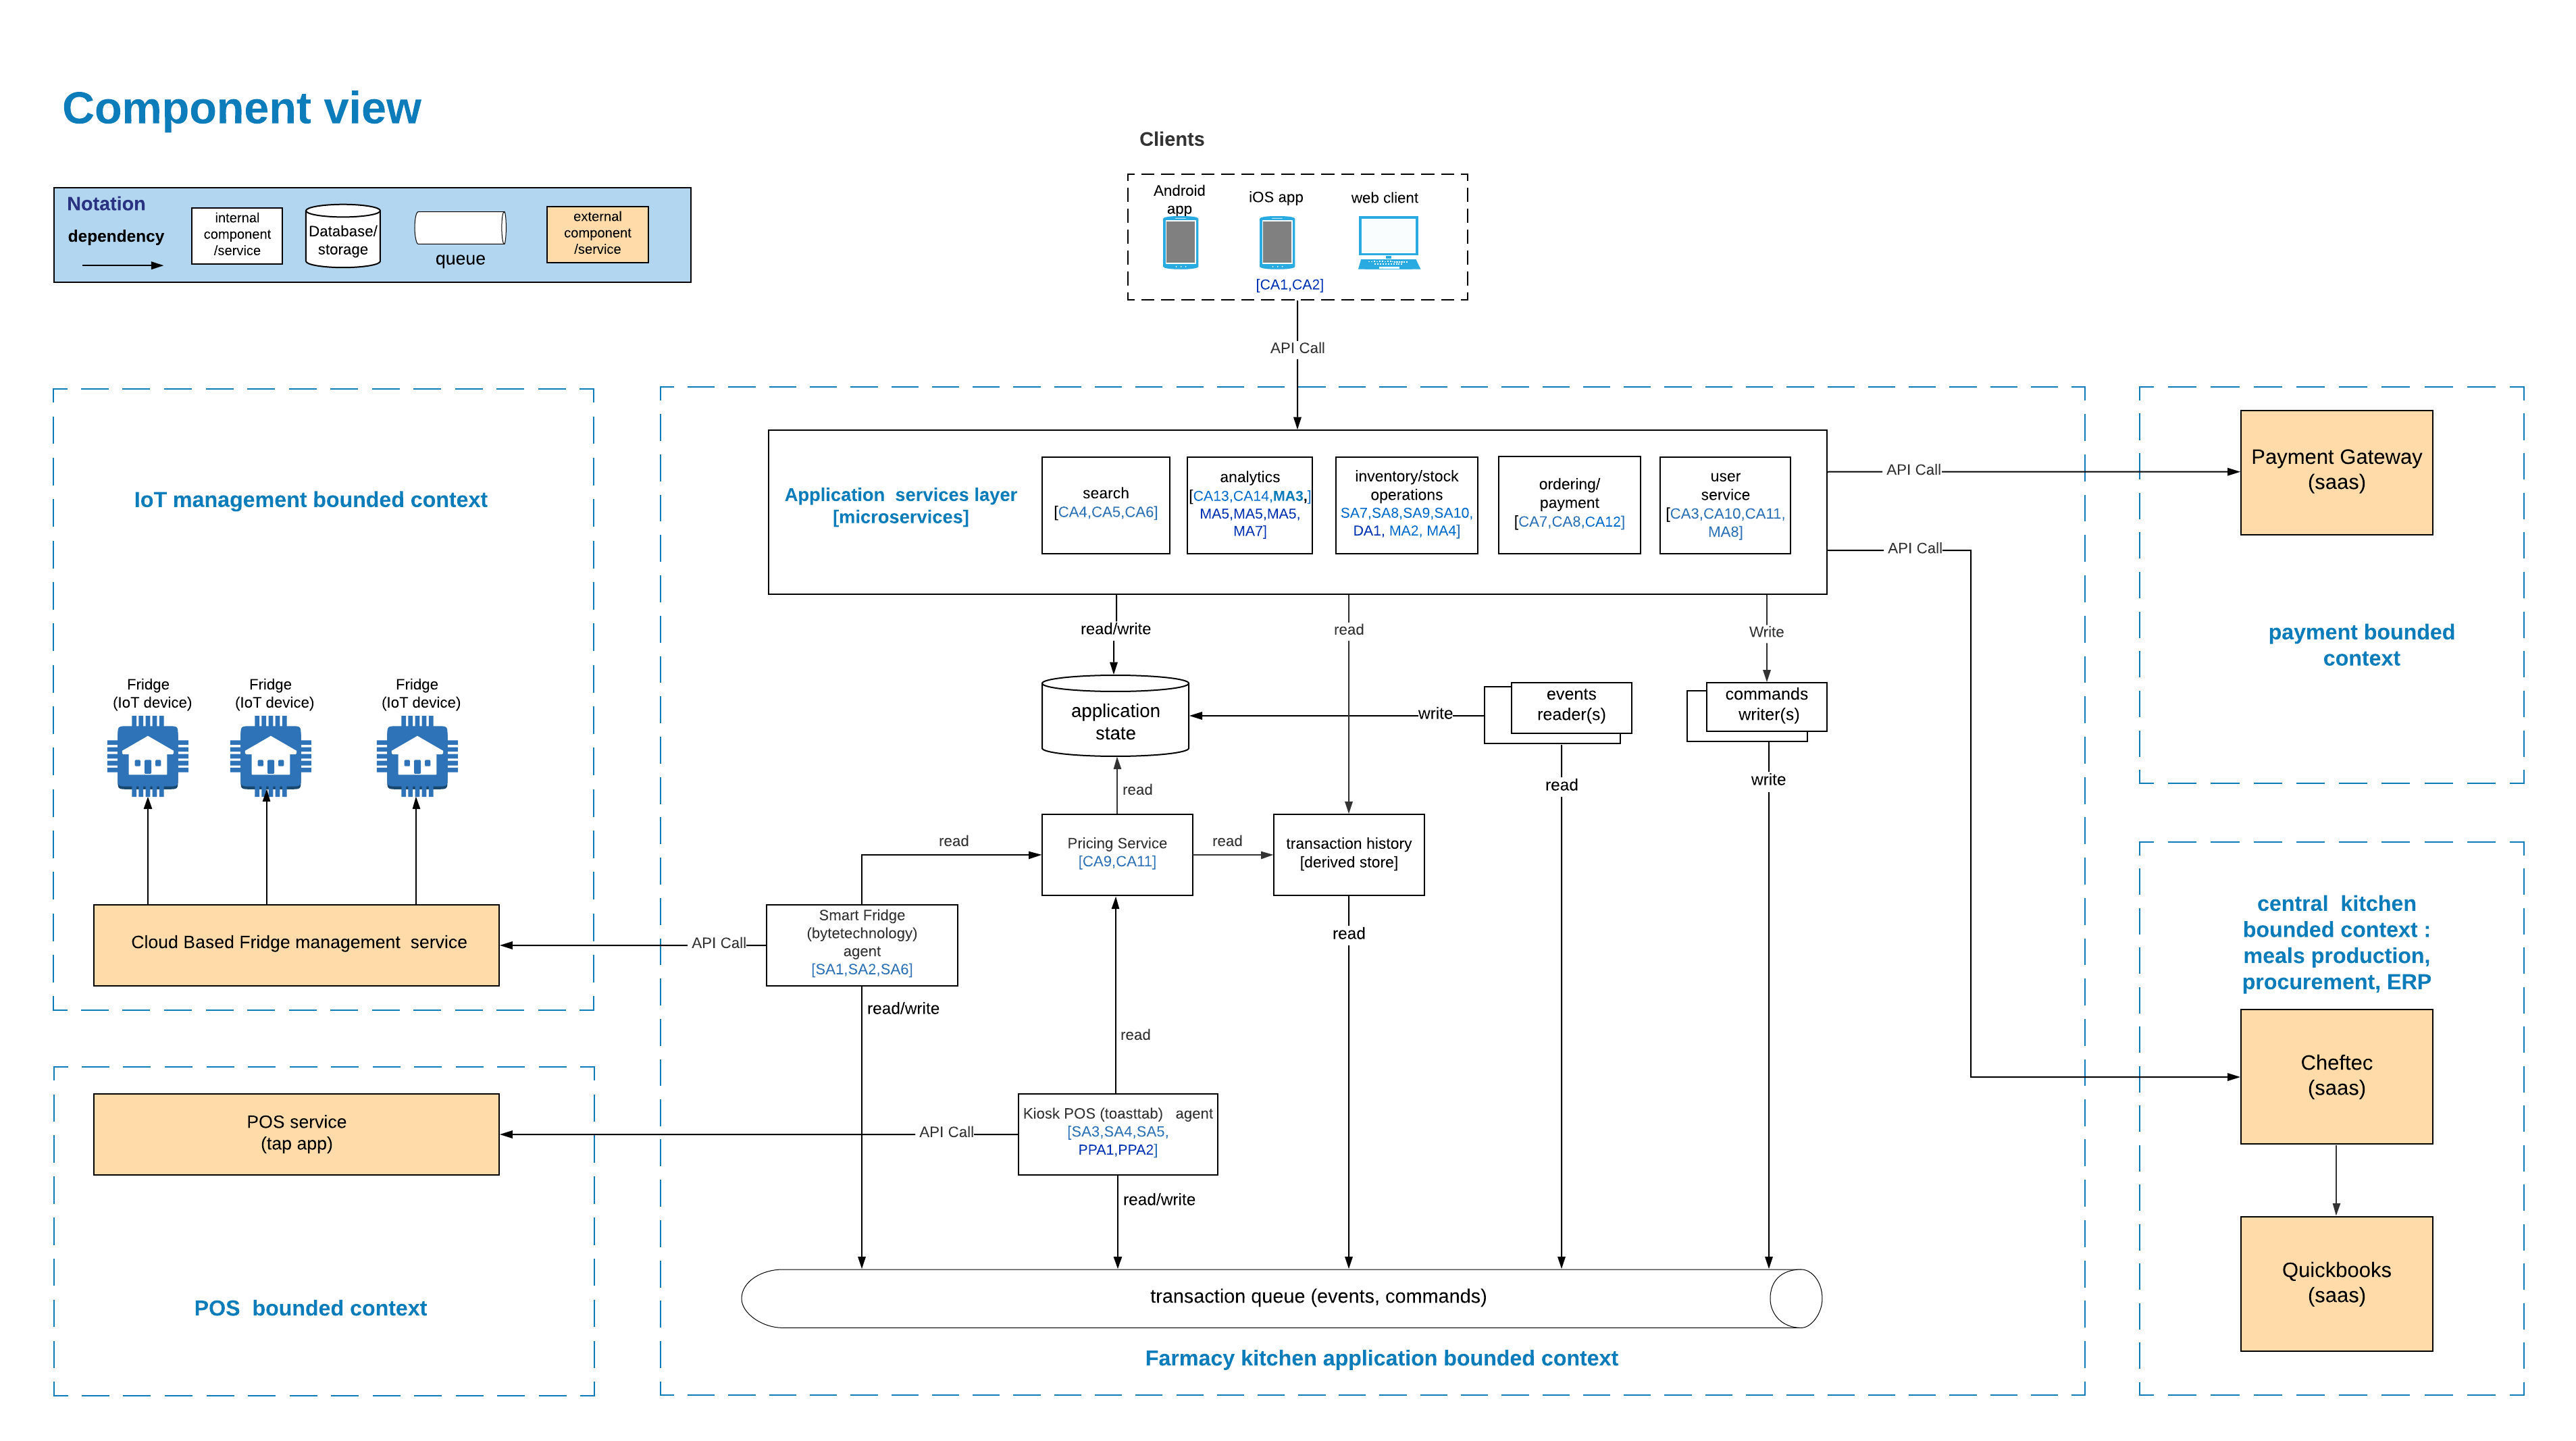 Component view
Notation
dependency
internal
component
/service
Database/
storage
queue
external
component
/service
Clients
Android
app
iOS app
web client
[CA1,CA2]
API Call
IoT management bounded context
Fridge
(IoT device)
Fridge
(IoT device)
Fridge
(IoT device)
Cloud Based Fridge management  service
POS service
(tap app)
POS  bounded context
Application  services layer
[microservices]
search
[CA4,CA5,CA6]
analytics
[CA13,CA14,MA3,]
MA5,MA5,MA5,
MA7]
inventory/stock
operations
SA7,SA8,SA9,SA10,
DA1, MA2, MA4]
ordering/
payment
[CA7,CA8,CA12]
user
service
[CA3,CA10,CA11,
MA8]
API Call
API Call
read/write
read
Write
application
state
write
events
reader(s)
commands
writer(s)
read
read
write
read
Pricing Service
[CA9,CA11]
read
transaction history
[derived store]
API Call
Smart Fridge
(bytetechnology)
agent
[SA1,SA2,SA6]
read
read/write
read
API Call
Kiosk POS (toasttab)   agent
[SA3,SA4,SA5,
PPA1,PPA2]
read/write
transaction queue (events, commands)
Farmacy kitchen application bounded context
Payment Gateway
(saas)
payment bounded
context
central  kitchen
bounded context :
meals production,
procurement, ERP
Cheftec
(saas)
Quickbooks
(saas)